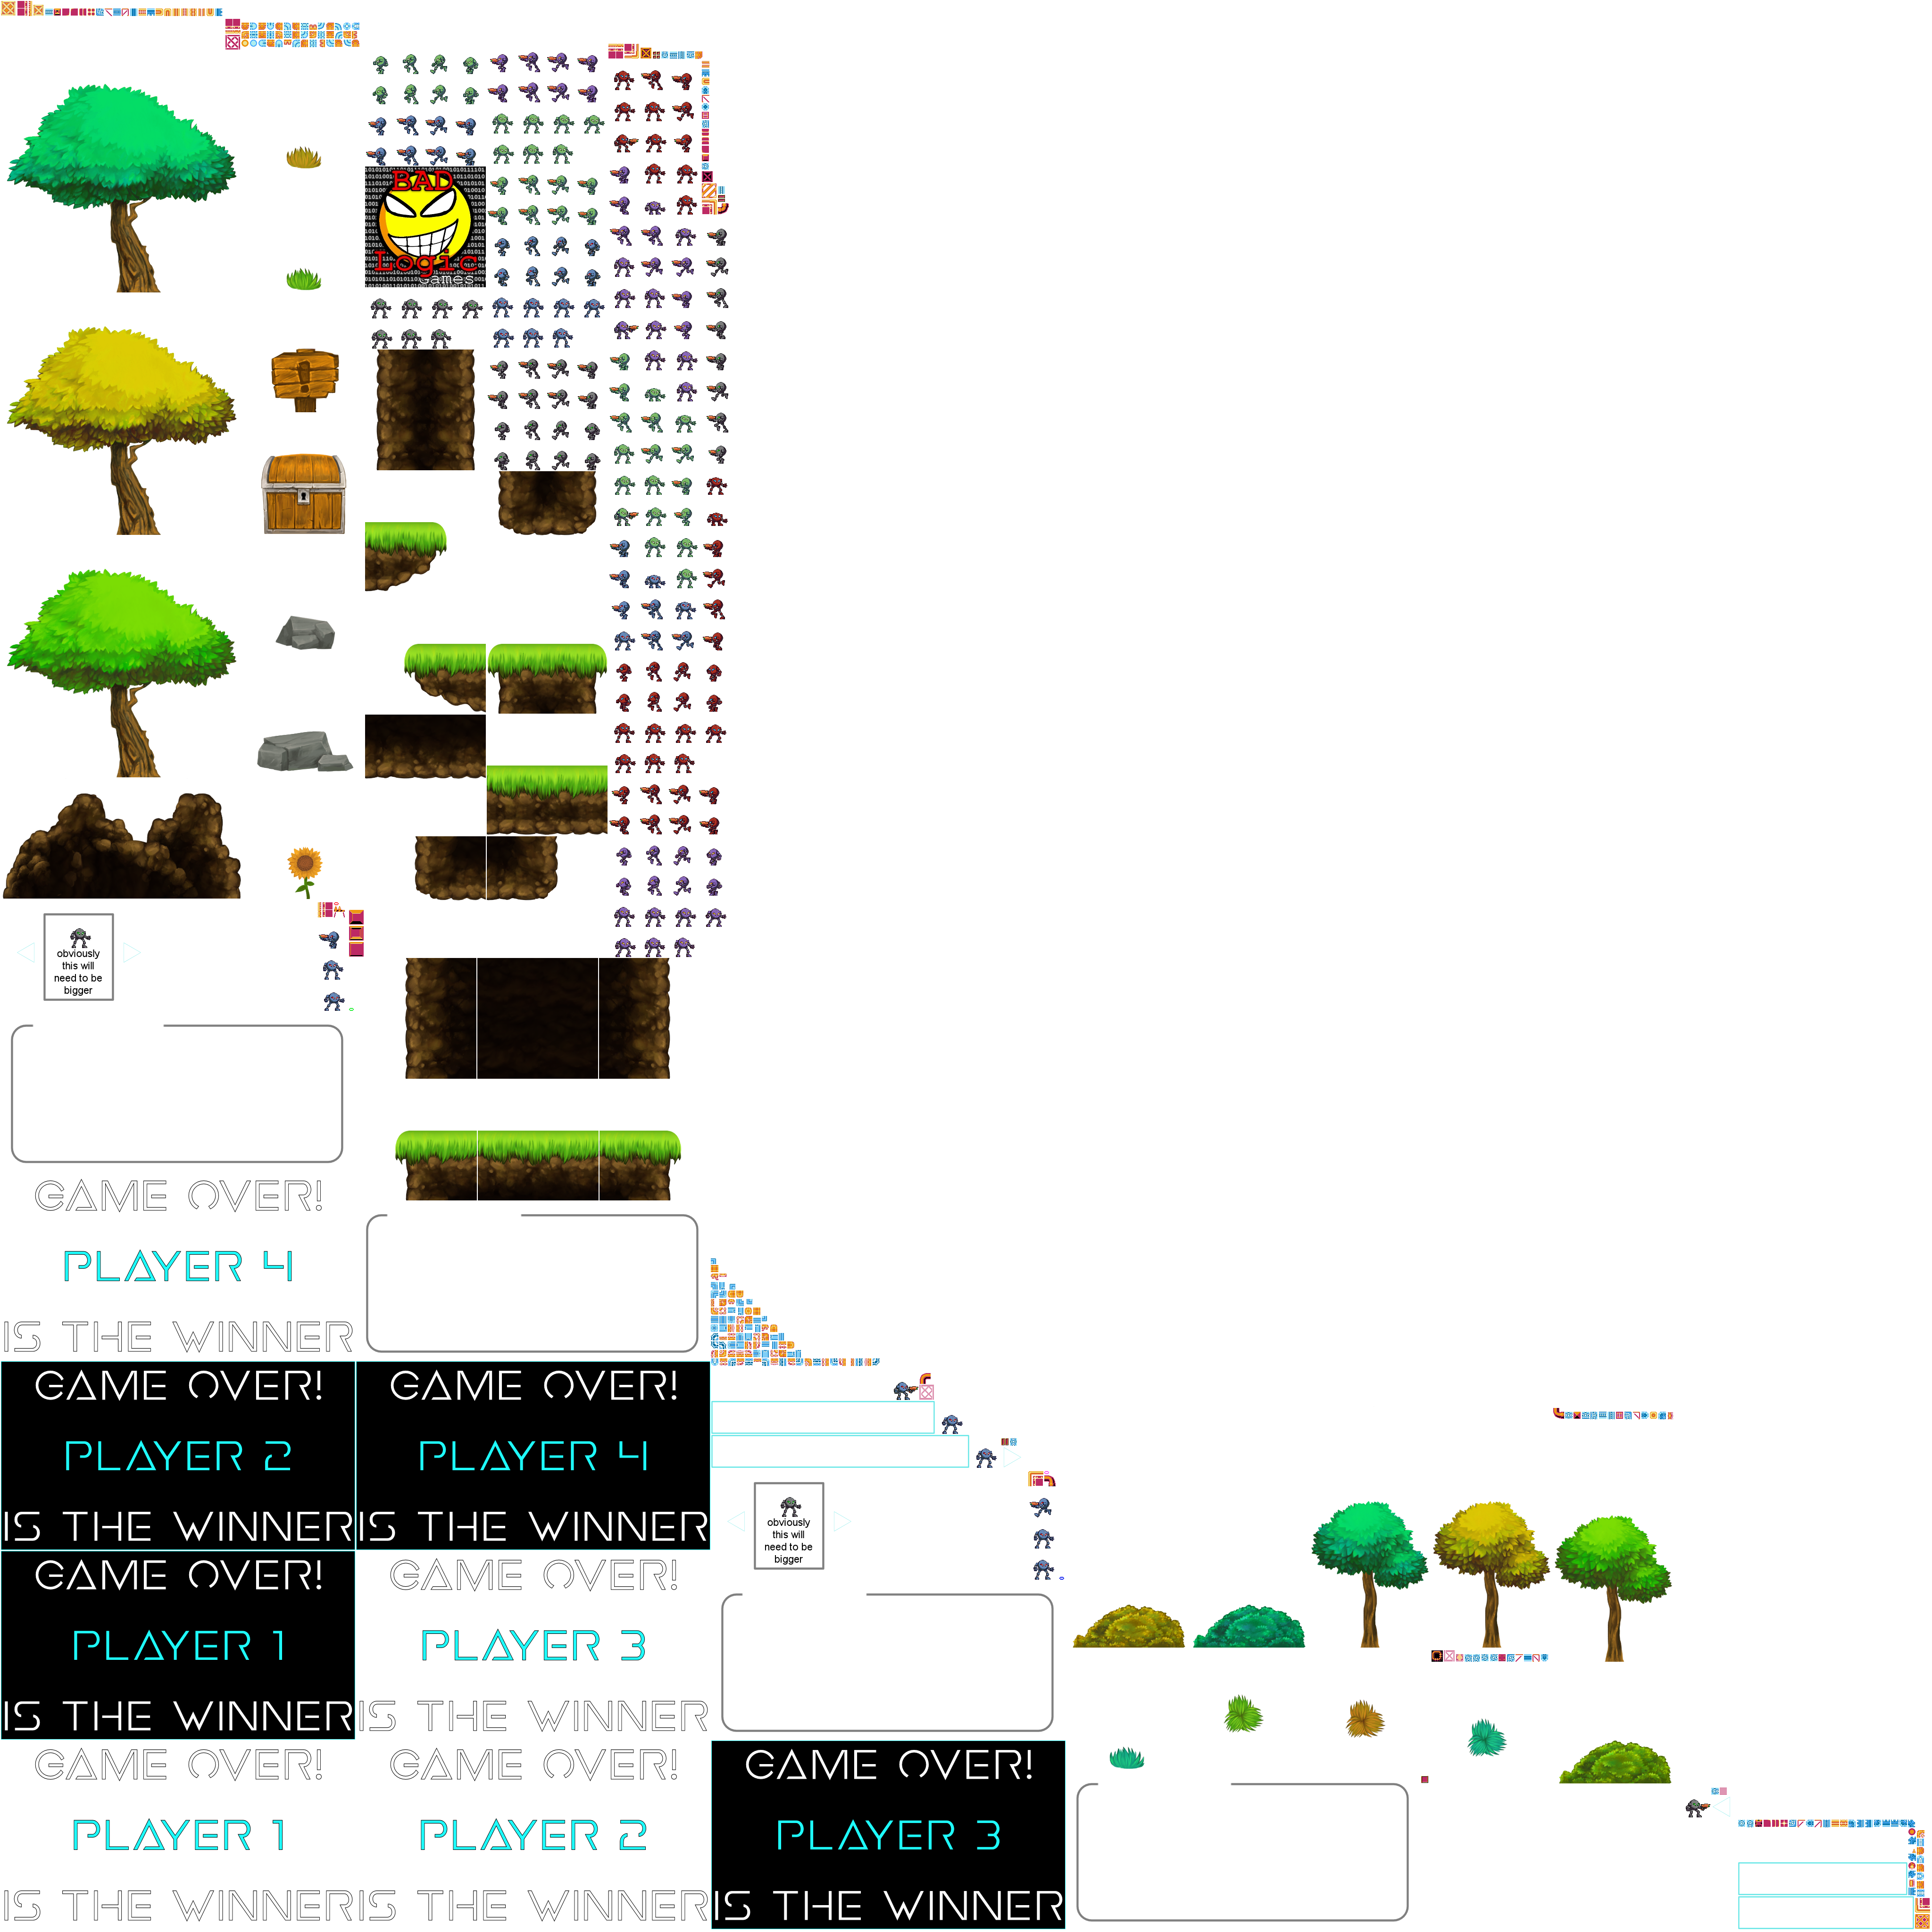 BAD
Logic
Games
obviously
this will
need to be
bigger
GAME OVER!
PLAYER 4
IS THE WINNER
GAME OVER!
PLAYER 2
IS THE WINNER
GAME OVER!
PLAYER 4
IS THE WINNER
obviously
this will
need to be
bigger
GAME OVER!
PLAYER 1
IS THE WINNER
GAME OVER!
PLAYER 3
IS THE WINNER
GAME OVER!
PLAYER 1
IS THE WINNER
GAME OVER!
PLAYER 2
IS THE WINNER
GAME OVER!
PLAYER 3
IS THE WINNER